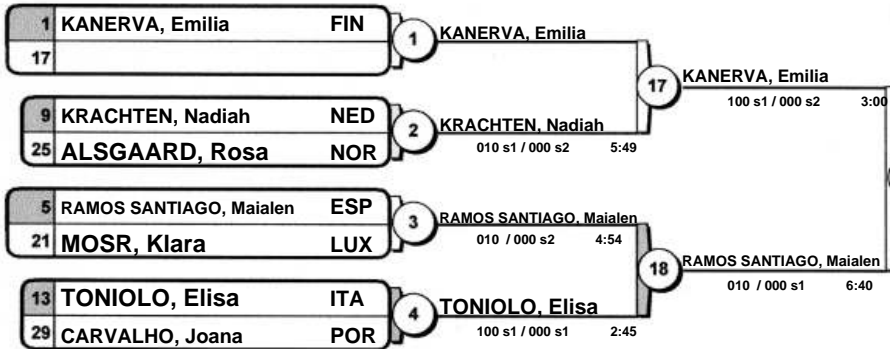 1 KANERVA, Emilia FIN
17
1 KANERVA, Emilia
9 KRACHTEN, Nadiah NED
25 ALSGAARD, Rosa NOR
2 KRACHTEN, Nadiah
010 s1 / 000 s2 5:49
17 KANERVA, Emilia
100 s1 / 000 s2 3:00
5 RAMOS SANTIAGO, Maialen ESP
21 MOSR, Klara LUX
3 RAMOS SANTIAGO, Maialen
010 / 000 s2 4:54
13 TONIOLO, Elisa ITA
29 CARVALHO, Joana POR
4 TONIOLO, Elisa
100 s1 / 000 s1 2:45
18 RAMOS SANTIAGO, Maialen
010 / 000 s1 6:40